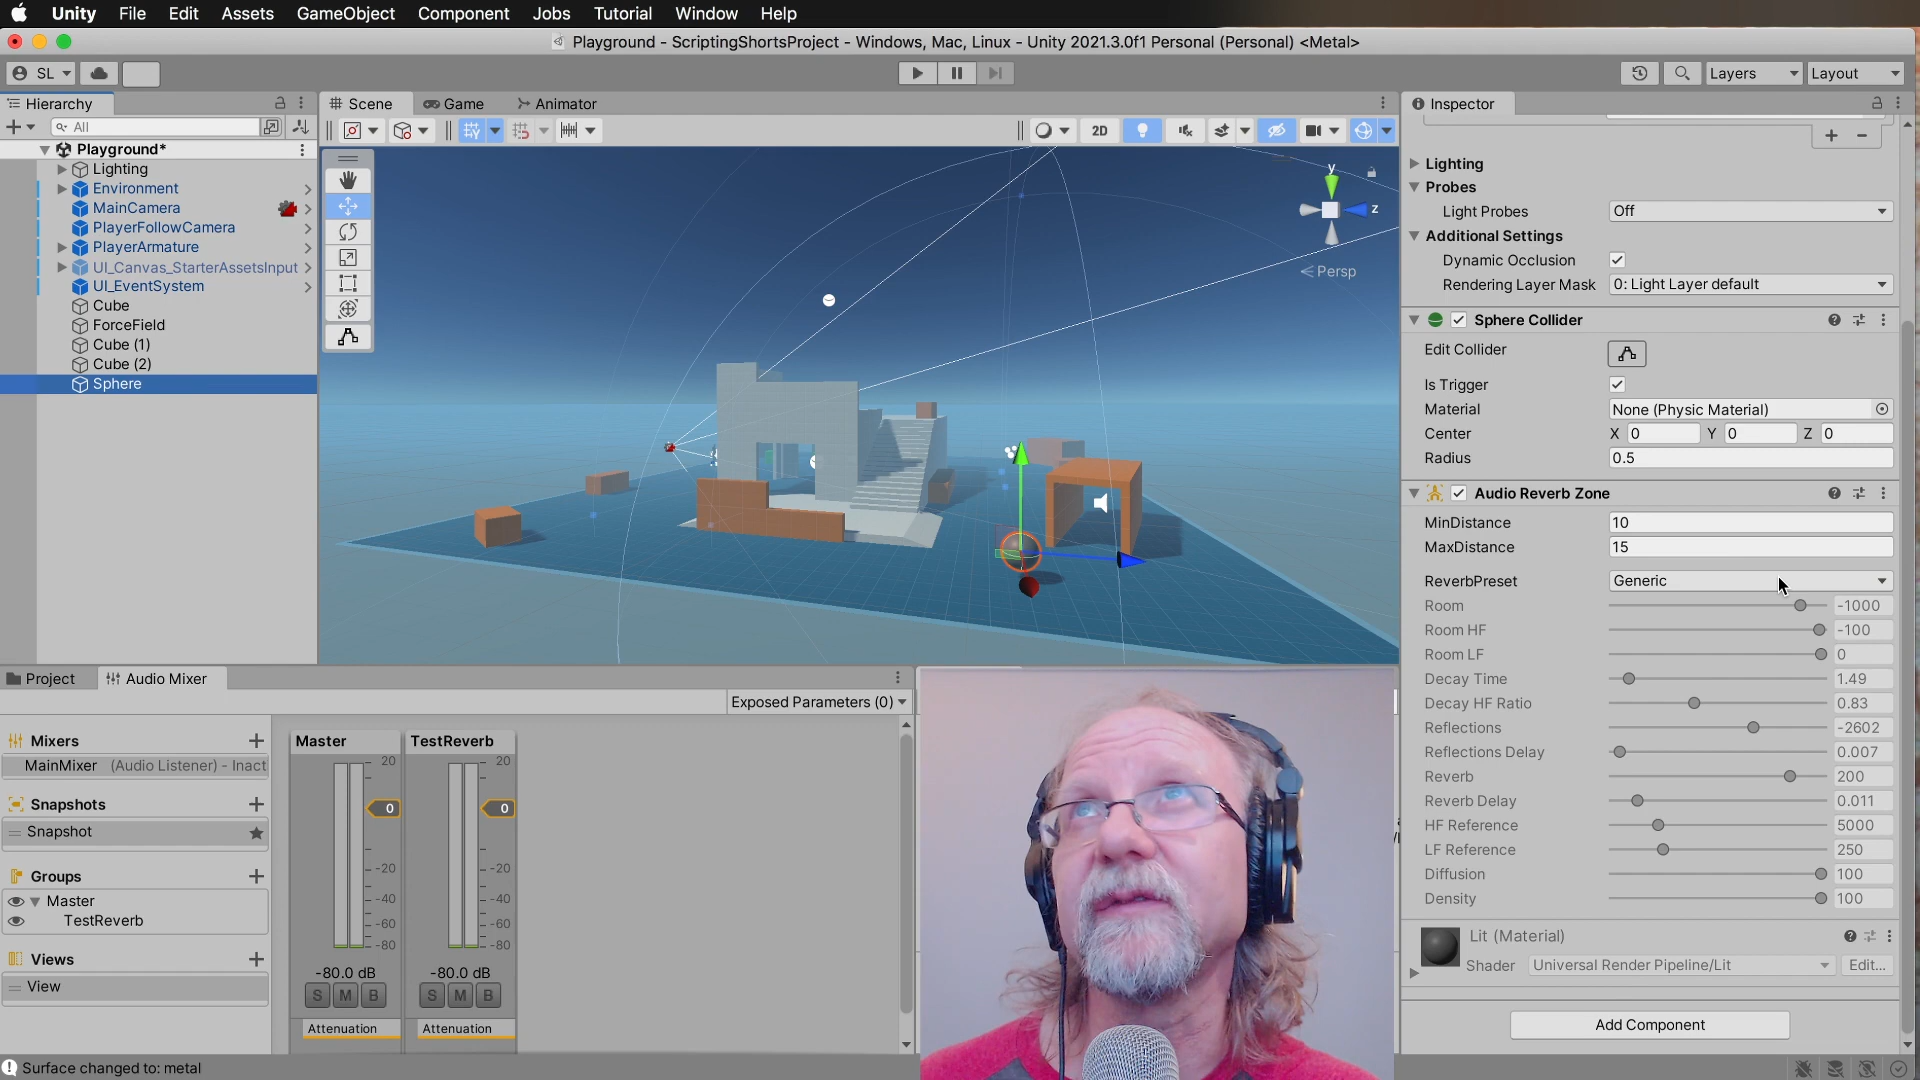 Unity File Edit Assets GameObject Component Jobs Tutorial Window Help
Playground - ScriptingShortsProject - Windows, Mac, Linux - Unity 2021.3.0f1 Personal (Personal) <Metal>
SL Layers Layout
Hierarchy
All
Playground*
Lighting
Environment
MainCamera
PlayerFollowCamera
PlayerArmature
UI_Canvas_StarterAssetsInput
UI_EventSystem
Cube
ForceField
Cube (1)
Cube (2)
Sphere
Scene Game Animator
2D
y
z
Persp
Inspector
Lighting
Probes
Light Probes Off
Additional Settings
Dynamic Occlusion
Rendering Layer Mask 0: Light Layer default
Sphere Collider
Edit Collider
Is Trigger
Material None (Physic Material)
Center X 0 Y 0 Z 0
Radius 0.5
Audio Reverb Zone
MinDistance 10
MaxDistance 15
ReverbPreset Generic
Room -1000
Room HF -100
Room LF 0
Decay Time 1.49
Decay HF Ratio 0.83
Reflections -2602
Reflections Delay 0.007
Reverb 200
Reverb Delay 0.011
HF Reference 5000
LF Reference 250
Diffusion 100
Density 100
Lit (Material)
Shader Universal Render Pipeline/Lit Edit...
Add Component
Project Audio Mixer
Exposed Parameters (0)
Mixers
MainMixer (Audio Listener) - Inact
Snapshots
Snapshot
Groups
Master
TestReverb
Views
View
Master TestReverb
20 20
0 0
-20 -20
-40 -40
-60 -60
-80 -80
-80.0 dB -80.0 dB
S M B S M B
Attenuation Attenuation
Surface changed to: metal